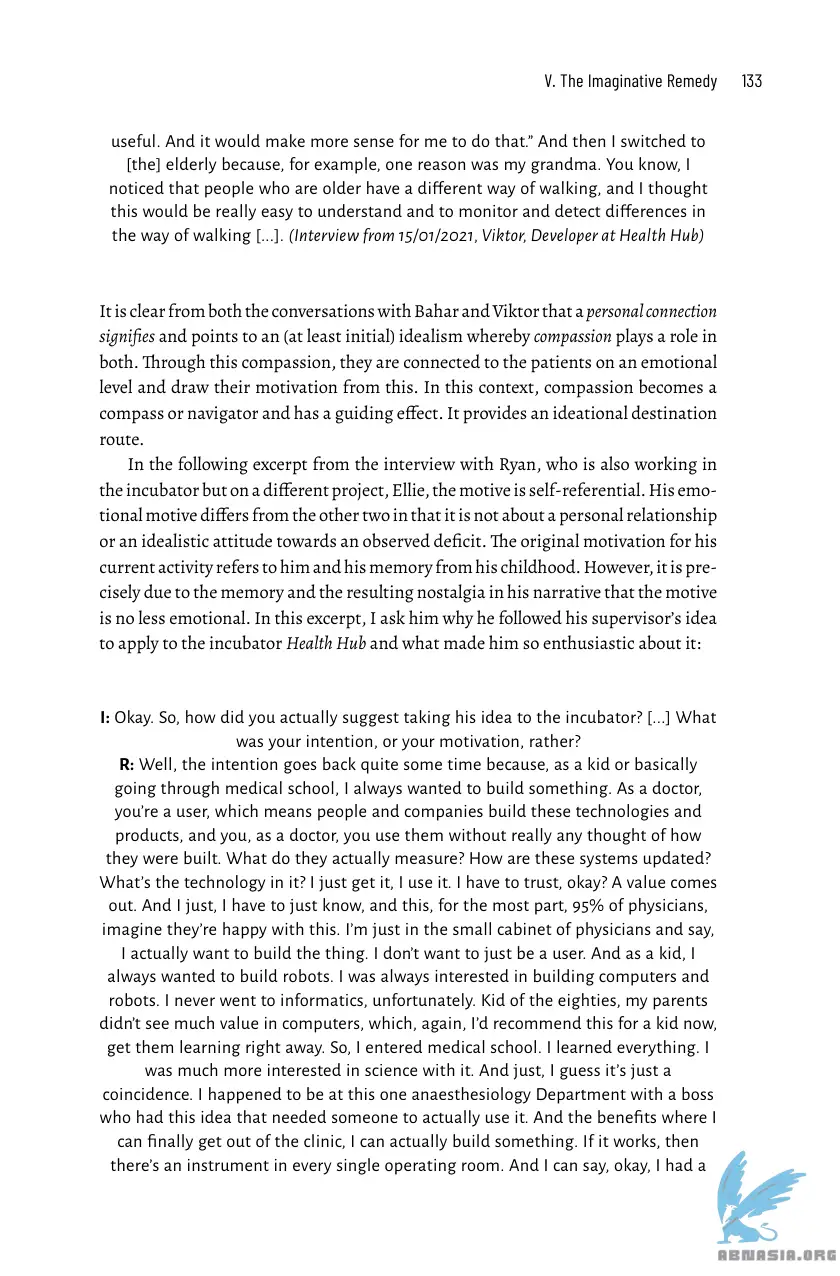 V. The Imaginative Remedy 133
useful. And it would make more sense for me to do that.” And then I switched to
[the] elderly because, for example, one reason was my grandma. You know, I
noticed that people who are older have a different way of walking, and I thought
this would be really easy to understand and to monitor and detect differences in
the way of walking [...]. (Interview from 15/01/2021, Viktor, Developer at Health Hub)
It is clear from both the conversations with Bahar and Viktor that a personal connection
signifies and points to an (at least initial) idealism whereby compassion plays a role in
both. Through this compassion, they are connected to the patients on an emotional
level and draw their motivation from this. In this context, compassion becomes a
compass or navigator and has a guiding effect. It provides an ideational destination
route.
In the following excerpt from the interview with Ryan, who is also working in
the incubator but on a different project, Ellie, the motive is self-referential. His emo-
tional motive differs from the other two in that it is not about a personal relationship
or an idealistic attitude towards an observed deficit. The original motivation for his
current activity refers to him and his memory from his childhood. However, it is pre-
cisely due to the memory and the resulting nostalgia in his narrative that the motive
is no less emotional. In this excerpt, I ask him why he followed his supervisor’s idea
to apply to the incubator Health Hub and what made him so enthusiastic about it:
I: Okay. So, how did you actually suggest taking his idea to the incubator? [...] What
was your intention, or your motivation, rather?
R: Well, the intention goes back quite some time because, as a kid or basically
going through medical school, I always wanted to build something. As a doctor,
you’re a user, which means people and companies build these technologies and
products, and you, as a doctor, you use them without really any thought of how
they were built. What do they actually measure? How are these systems updated?
What’s the technology in it? I just get it, I use it. I have to trust, okay? A value comes
out. And I just, I have to just know, and this, for the most part, 95% of physicians,
imagine they’re happy with this. I’m just in the small cabinet of physicians and say,
I actually want to build the thing. I don’t want to just be a user. And as a kid, I
always wanted to build robots. I was always interested in building computers and
robots. I never went to informatics, unfortunately. Kid of the eighties, my parents
didn’t see much value in computers, which, again, I’d recommend this for a kid now,
get them learning right away. So, I entered medical school. I learned everything. I
was much more interested in science with it. And just, I guess it’s just a
coincidence. I happened to be at this one anaesthesiology Department with a boss
who had this idea that needed someone to actually use it. And the benefits where I
can finally get out of the clinic, I can actually build something. If it works, then
there’s an instrument in every single operating room. And I can say, okay, I had a
ABNASIA.ORG